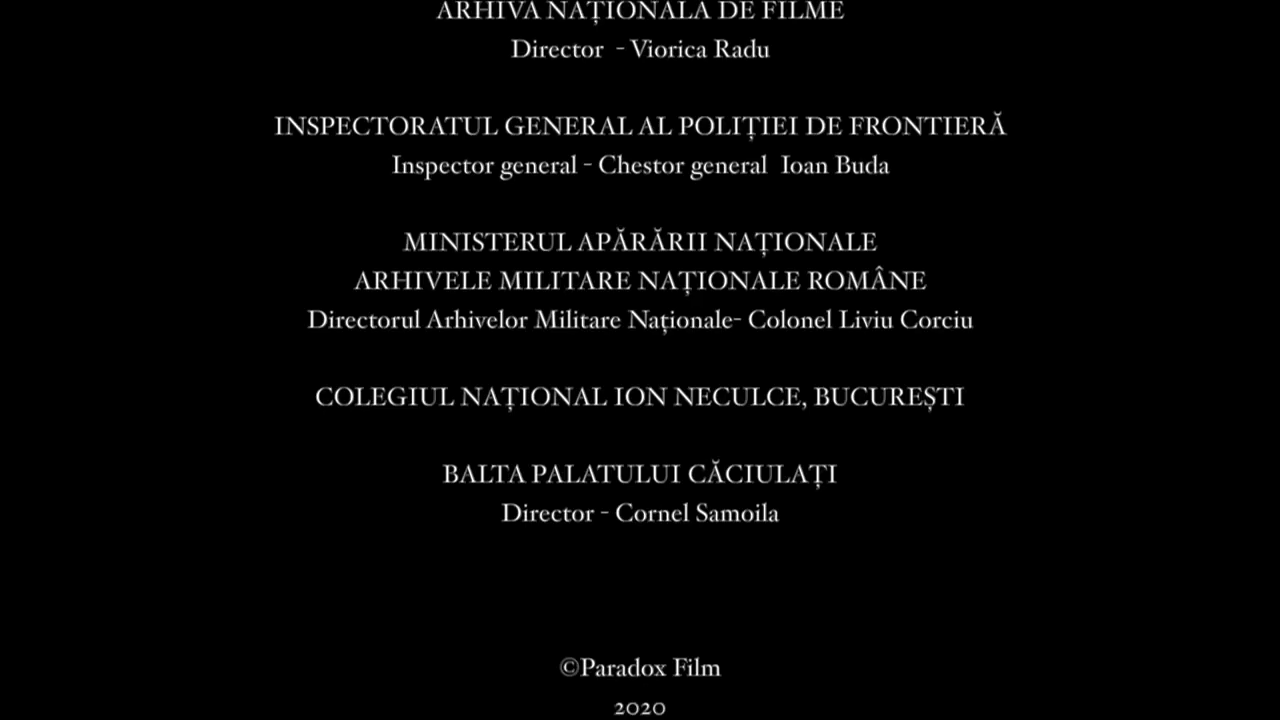 ARHIVA NAȚIONALĂ DE FILME
Director - Viorica Radu
INSPECTORATUL GENERAL AL POLIȚIEI DE FRONTIERĂ
Inspector general - Chestor general Ioan Buda
MINISTERUL APĂRĂRII NAȚIONALE
ARHIVELE MILITARE NAȚIONALE ROMÂNE
Directorul Arhivelor Militare Naționale- Colonel Liviu Corciu
COLEGIUL NAȚIONAL ION NECULCE, BUCUREȘTI
BALTA PALATULUI CĂCIULAȚI
Director - Cornel Samoila
©Paradox Film
2020